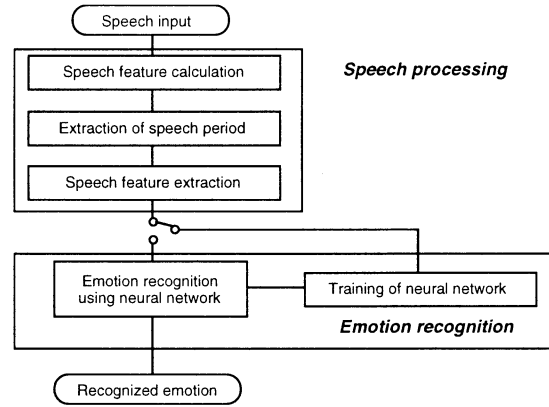 Speech input
Speech feature calculation
Speech processing
Extraction of speech period
Speech feature extraction
Emotion recognition
using neural network
Training of neural network
Emotion recognition
Recognized emotion